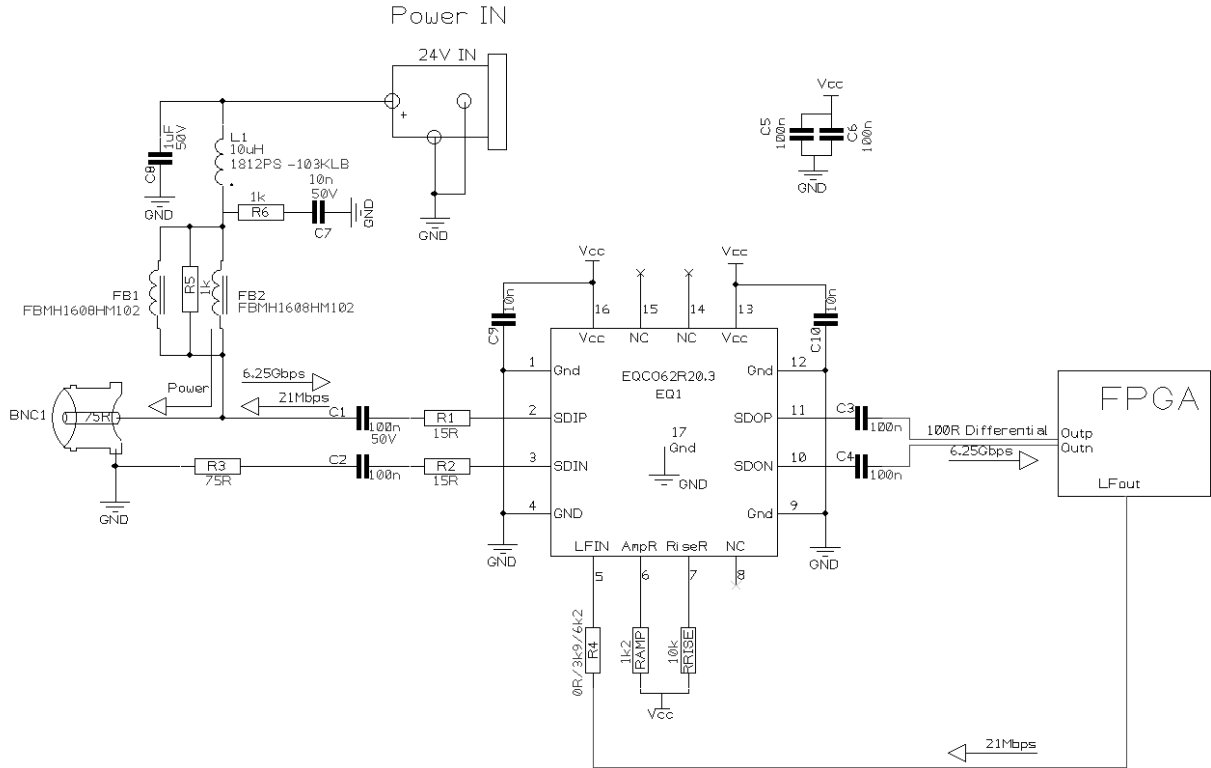 Power IN
24V IN
+
1uF
50V
C8
GND
L1
10uH
1812PS -103KLB
10n
50V
1k
R6
C7
GND
GND
Vcc
C5
100n
C6
100n
GND
FB1
FBMH1608HM102
R5
1k
FB2
FBMH1608HM102
Power
6.25Gbps
21Mbps
BNC1
75R
C1
100n
50V
R1
15R
R3
75R
C2
100n
R2
15R
GND
Vcc
Vcc
10n
C9
16
15
14
13
10n
C10
Vcc
NC
NC
Vcc
1
Gnd
Gnd
12
EQCO62R20.3
EQ1
2
SDIP
SDOP
11
17
Gnd
GND
3
SDIN
SDON
10
4
GND
Gnd
9
GND
GND
LFIN
AmpR
RiseR
NC
5
6
7
8
0R/3k9/6k2
R4
1k2
RAMP
10k
RRISE
Vcc
C3
100n
C4
100n
100R Differential
6.25Gbps
FPGA
Outp
Outn
LFout
21Mbps